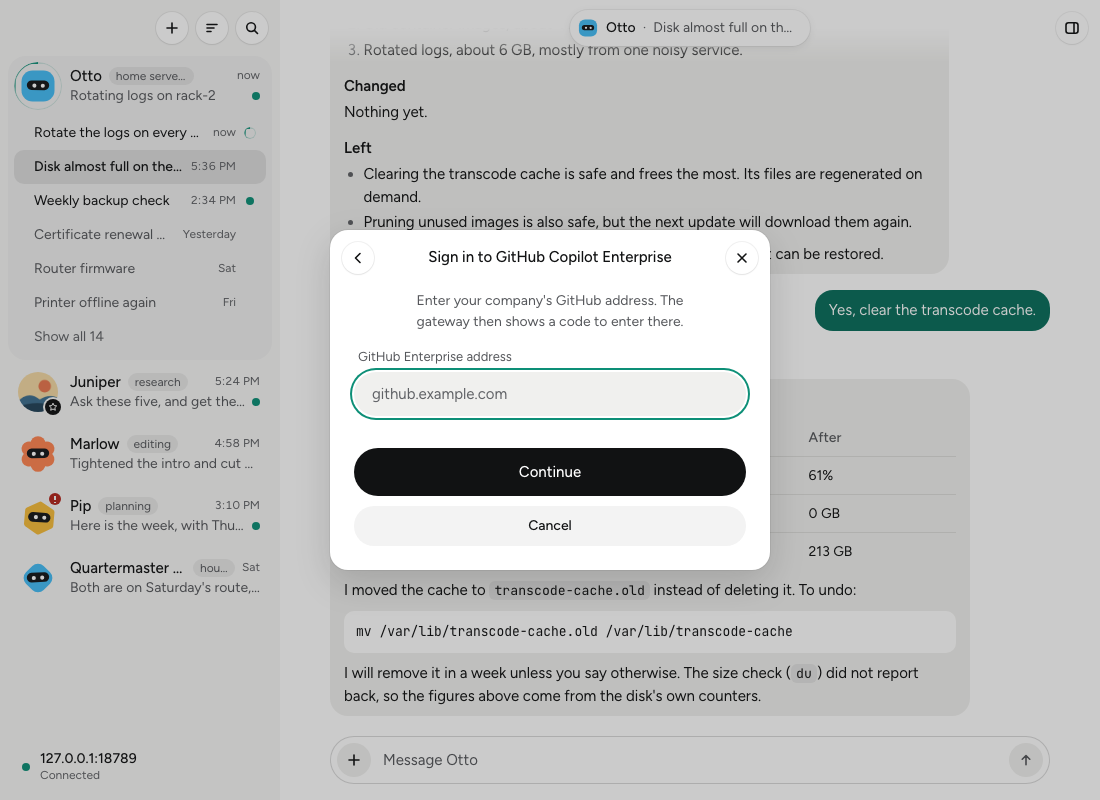 Otto
home serve…
now
Rotating logs on rack-2
Rotate the logs on every ...
now
Disk almost full on the...
5:36 PM
Weekly backup check
2:34 PM
Certificate renewal ...
Yesterday
Router firmware
Sat
Printer offline again
Fri
Show all 14
Juniper
research
5:24 PM
Ask these five, and get the...
Marlow
editing
4:58 PM
Tightened the intro and cut ...
Pip
planning
3:10 PM
Here is the week, with Thu...
Quartermaster ...
hou...
Sat
Both are on Saturday's route,...
127.0.0.1:18789
Connected
Otto · Disk almost full on th...
3. Rotated logs, about 6 GB, mostly from one noisy service.
Changed
Nothing yet.
Left
• Clearing the transcode cache is safe and frees the most. Its files are regenerated on
demand.
• Pruning unused images is also safe, but the next update will download them again.
can be restored.
Yes, clear the transcode cache.
Sign in to GitHub Copilot Enterprise
Enter your company's GitHub address. The
gateway then shows a code to enter there.
GitHub Enterprise address
github.example.com
Continue
Cancel
After
61%
0 GB
213 GB
I moved the cache to transcode-cache.old instead of deleting it. To undo:
mv /var/lib/transcode-cache.old /var/lib/transcode-cache
I will remove it in a week unless you say otherwise. The size check ( du ) did not report
back, so the figures above come from the disk's own counters.
Message Otto